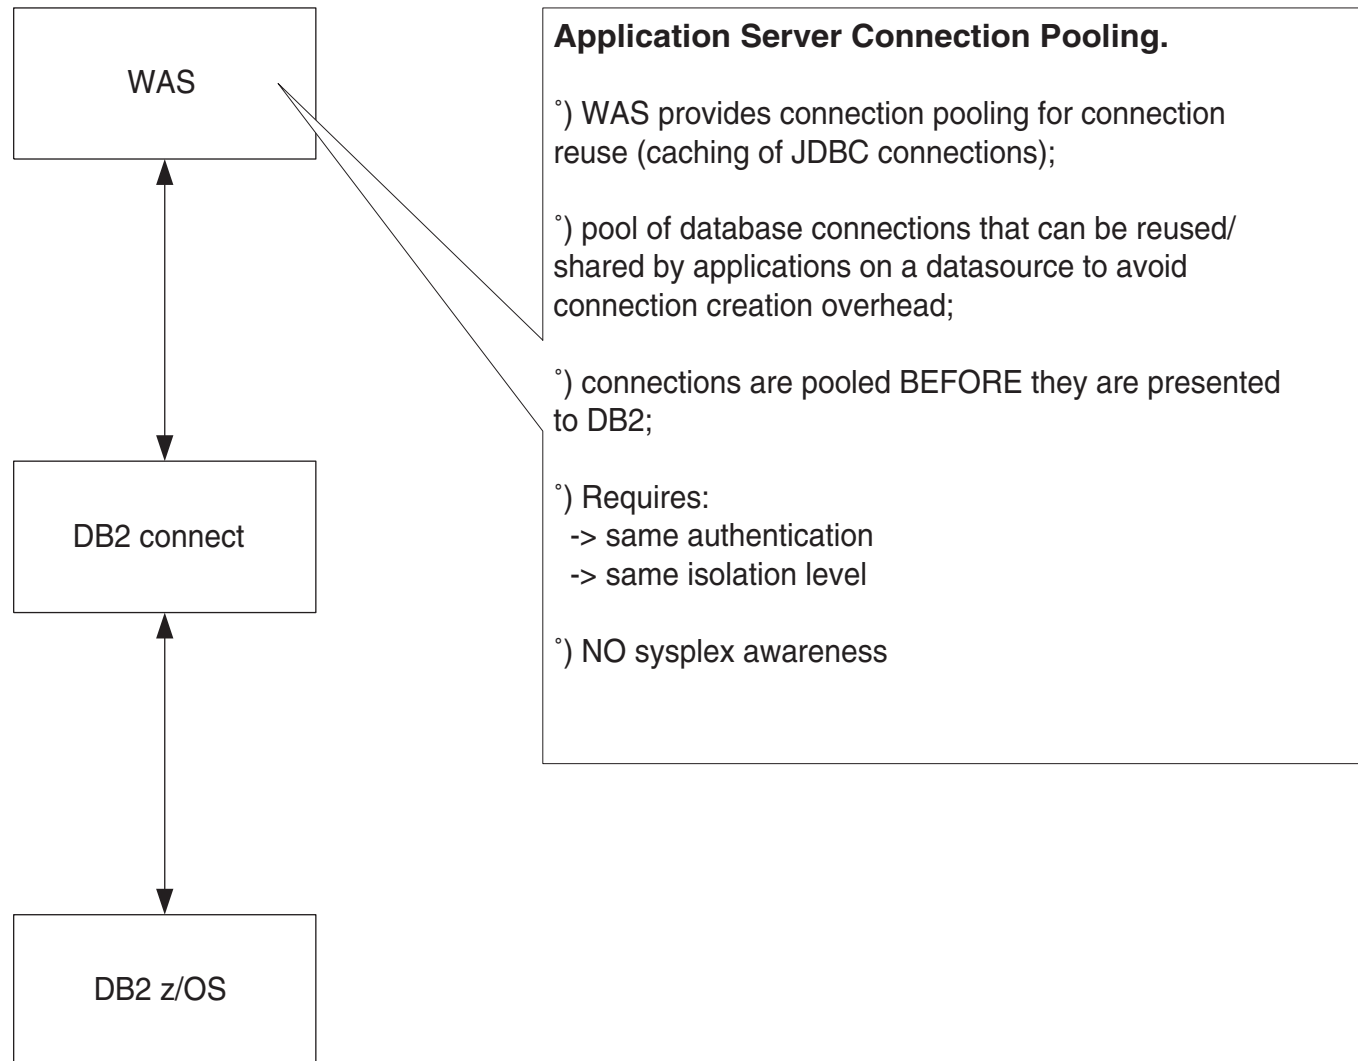 WAS
Application Server Connection Pooling.
˚) WAS provides connection pooling for connection
reuse (caching of JDBC connections);
˚) pool of database connections that can be reused/
shared by applications on a datasource to avoid
connection creation overhead;
˚) connections are pooled BEFORE they are presented
to DB2;
˚) Requires:
-> same authentication
-> same isolation level
˚) NO sysplex awareness
DB2 connect
DB2 z/OS